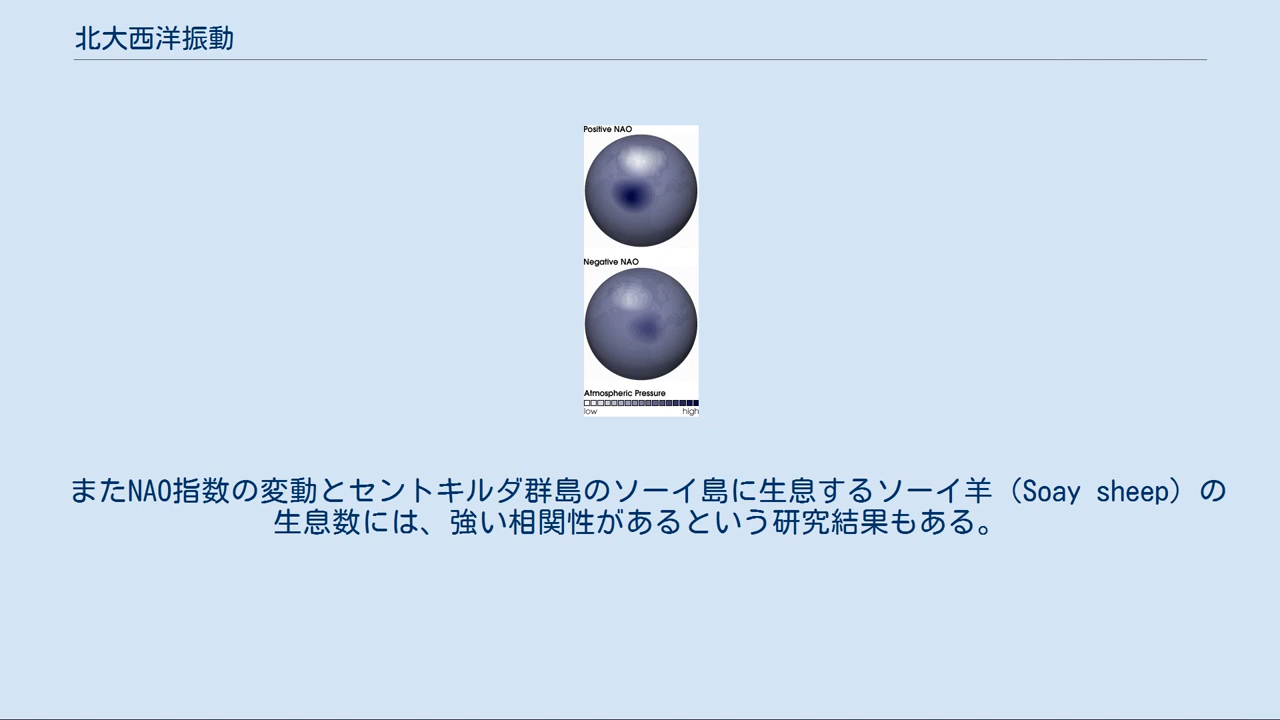 北大西洋振動
Positive NAO
Negative NAO
Atmospheric Pressure
low high
またNAO指数の変動とセントキルダ群島のソーイ島に生息するソーイ羊（Soay sheep）の
生息数には、強い相関性があるという研究結果もある。